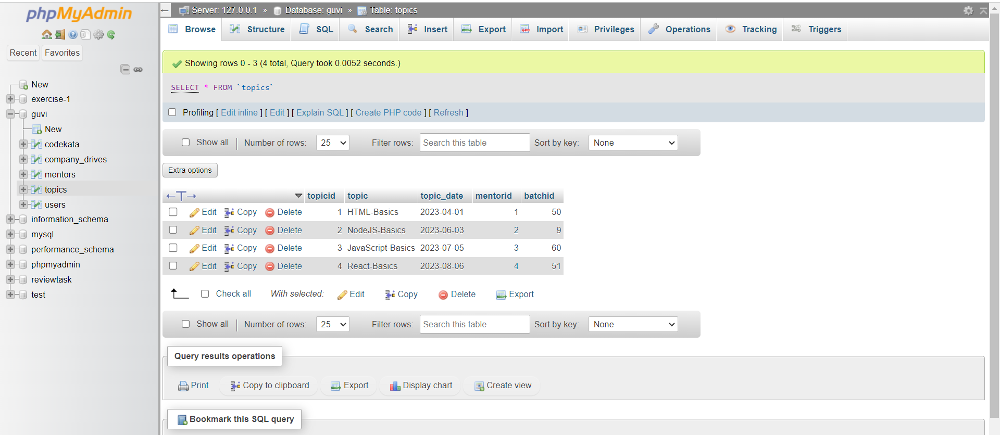 phpMyAdmin
Recent Favorites
New
exercise-1
guvi
New
codekata
company_drives
mentors
topics
users
information_schema
mysql
performance_schema
phpmyadmin
reviewtask
test
Server: 127.0.0.1 » Database: guvi » Table: topics
Browse Structure SQL Search Insert Export Import Privileges Operations Tracking Triggers
Showing rows 0 - 3 (4 total, Query took 0.0052 seconds.)
SELECT * FROM `topics`
Profiling [ Edit inline ] [ Edit ] [ Explain SQL ] [ Create PHP code ] [ Refresh ]
Show all | Number of rows: 25 Filter rows: Search this table Sort by key: None
Extra options
←T→ topicid topic topic_date mentorid batchid
Edit Copy Delete 1 HTML-Basics 2023-04-01 1 50
Edit Copy Delete 2 NodeJS-Basics 2023-06-03 2 9
Edit Copy Delete 3 JavaScript-Basics 2023-07-05 3 60
Edit Copy Delete 4 React-Basics 2023-08-06 4 51
Check all With selected: Edit Copy Delete Export
Show all | Number of rows: 25 Filter rows: Search this table Sort by key: None
Query results operations
Print Copy to clipboard Export Display chart Create view
Bookmark this SQL query